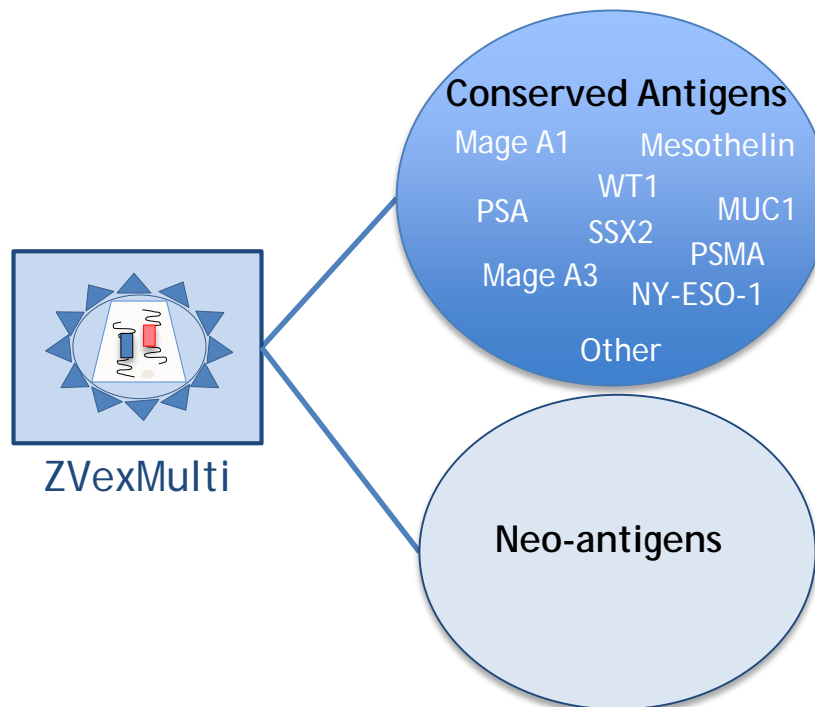 Conserved Antigens
Mage A1
Mesothelin
WT1
PSA
MUC1
SSX2
PSMA
Mage A3
NY-ESO-1
Other
ZVexMulti
Neo-antigens